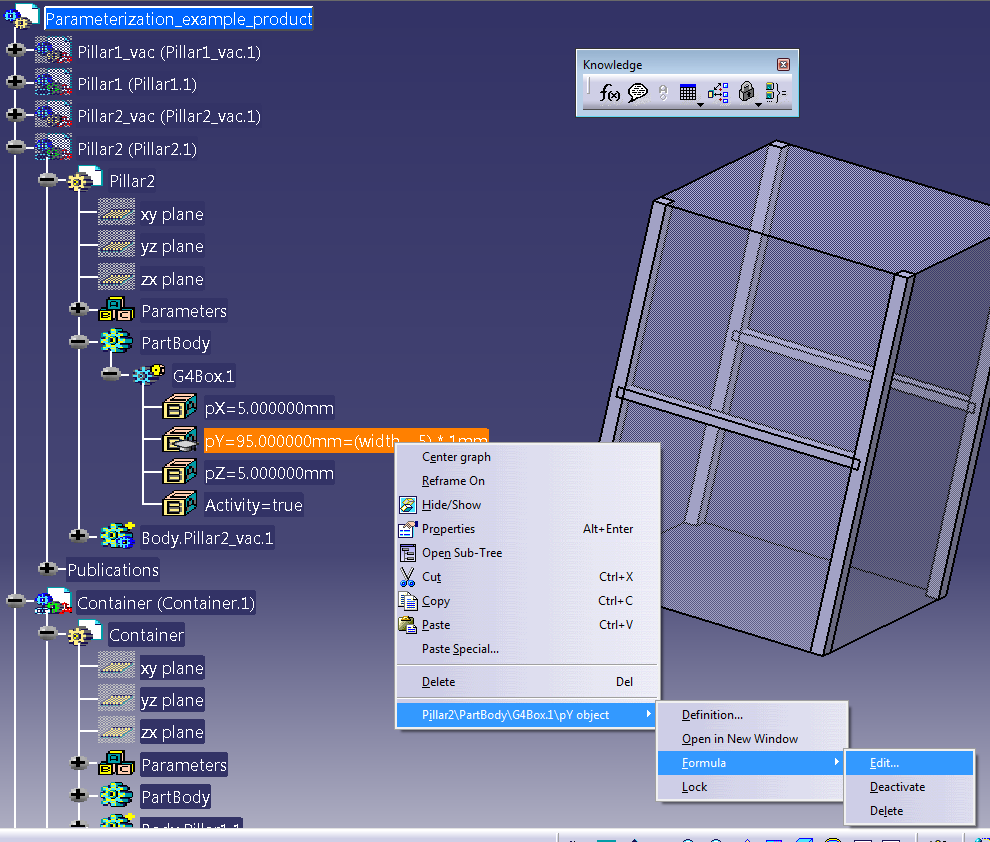 Parameterization_example_product
Pillar1_vac (Pillar1_vac.1)
Knowledge
Pillar1 (Pillar1.1)
f(x)
Pillar2_vac (Pillar2_vac.1)
Pillar2 (Pillar2.1)
Pillar2
xy plane
yz plane
zx plane
Parameters
PartBody
G4Box.1
pX=5.000000mm
pY=95.000000mm=(width 5) * 1mm
pZ=5.000000mm
Activity=true
Body.Pillar2_vac.1
Publications
Container (Container.1)
Container
xy plane
yz plane
zx plane
Parameters
PartBody
Body.Pillar1.1
Center graph
Reframe On
Hide/Show
Properties Alt+Enter
Open Sub-Tree
Cut Ctrl+X
Copy Ctrl+C
Paste Ctrl+V
Paste Special...
Delete Del
Pillar2\PartBody\G4Box.1\pY object
Definition...
Open in New Window
Formula
Lock
Edit...
Deactivate
Delete